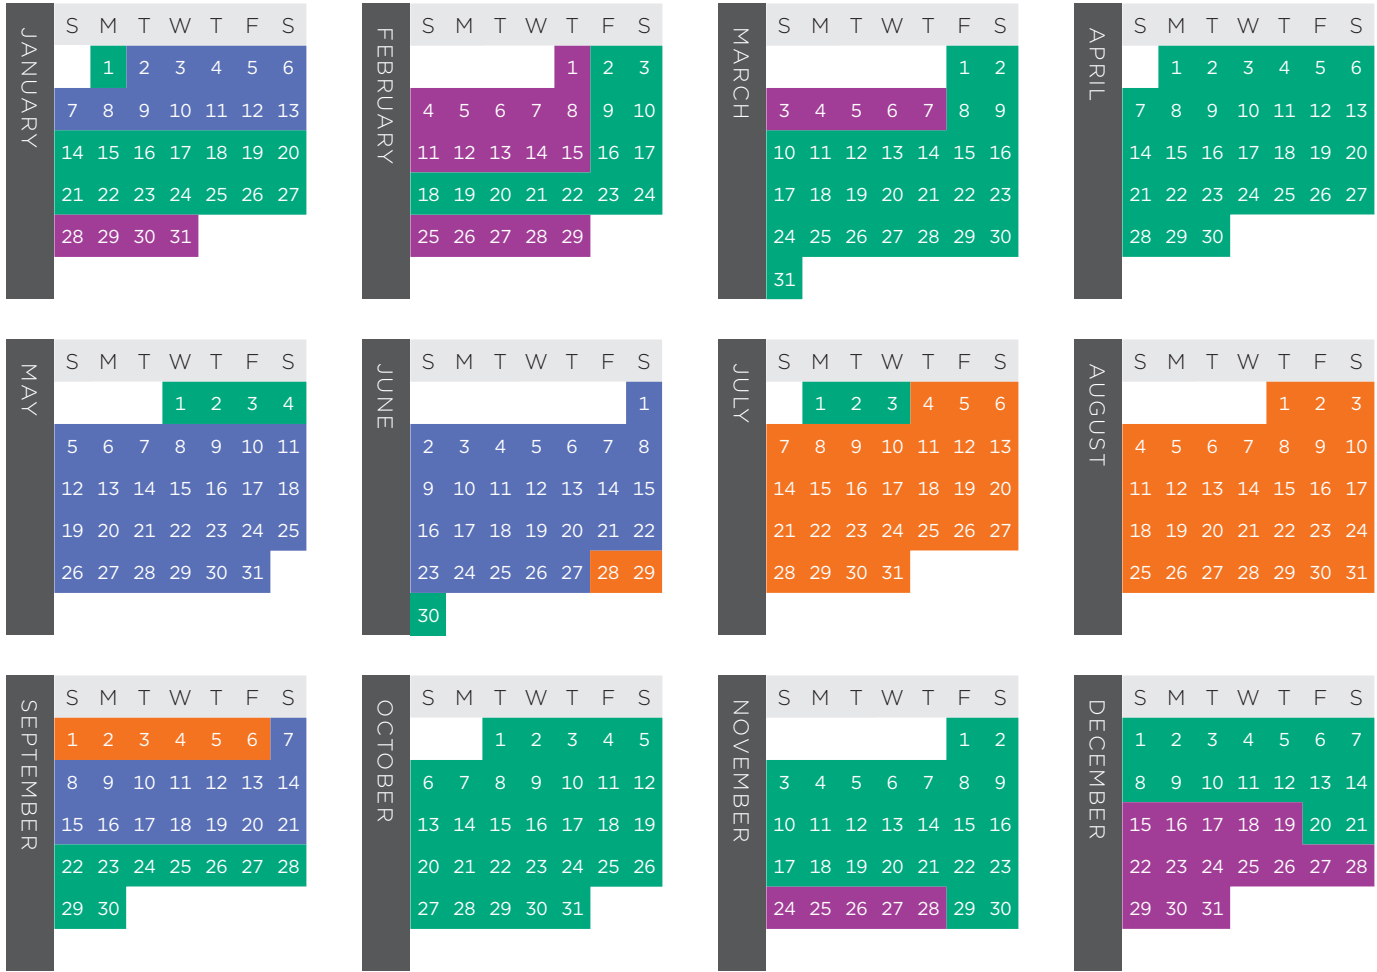 JANUARY
S M T W T F S
1 2 3 4 5 6
7 8 9 10 11 12 13
14 15 16 17 18 19 20
21 22 23 24 25 26 27
28 29 30 31
FEBRUARY
S M T W T F S
1 2 3
4 5 6 7 8 9 10
11 12 13 14 15 16 17
18 19 20 21 22 23 24
25 26 27 28 29
MARCH
S M T W T F S
1 2
3 4 5 6 7 8 9
10 11 12 13 14 15 16
17 18 19 20 21 22 23
24 25 26 27 28 29 30
31
APRIL
S M T W T F S
1 2 3 4 5 6
7 8 9 10 11 12 13
14 15 16 17 18 19 20
21 22 23 24 25 26 27
28 29 30
MAY
S M T W T F S
1 2 3 4
5 6 7 8 9 10 11
12 13 14 15 16 17 18
19 20 21 22 23 24 25
26 27 28 29 30 31
JUNE
S M T W T F S
1
2 3 4 5 6 7 8
9 10 11 12 13 14 15
16 17 18 19 20 21 22
23 24 25 26 27 28 29
30
JULY
S M T W T F S
1 2 3 4 5 6
7 8 9 10 11 12 13
14 15 16 17 18 19 20
21 22 23 24 25 26 27
28 29 30 31
AUGUST
S M T W T F S
1 2 3
4 5 6 7 8 9 10
11 12 13 14 15 16 17
18 19 20 21 22 23 24
25 26 27 28 29 30 31
SEPTEMBER
S M T W T F S
1 2 3 4 5 6 7
8 9 10 11 12 13 14
15 16 17 18 19 20 21
22 23 24 25 26 27 28
29 30
OCTOBER
S M T W T F S
1 2 3 4 5
6 7 8 9 10 11 12
13 14 15 16 17 18 19
20 21 22 23 24 25 26
27 28 29 30 31
NOVEMBER
S M T W T F S
1 2
3 4 5 6 7 8 9
10 11 12 13 14 15 16
17 18 19 20 21 22 23
24 25 26 27 28 29 30
DECEMBER
S M T W T F S
1 2 3 4 5 6 7
8 9 10 11 12 13 14
15 16 17 18 19 20 21
22 23 24 25 26 27 28
29 30 31